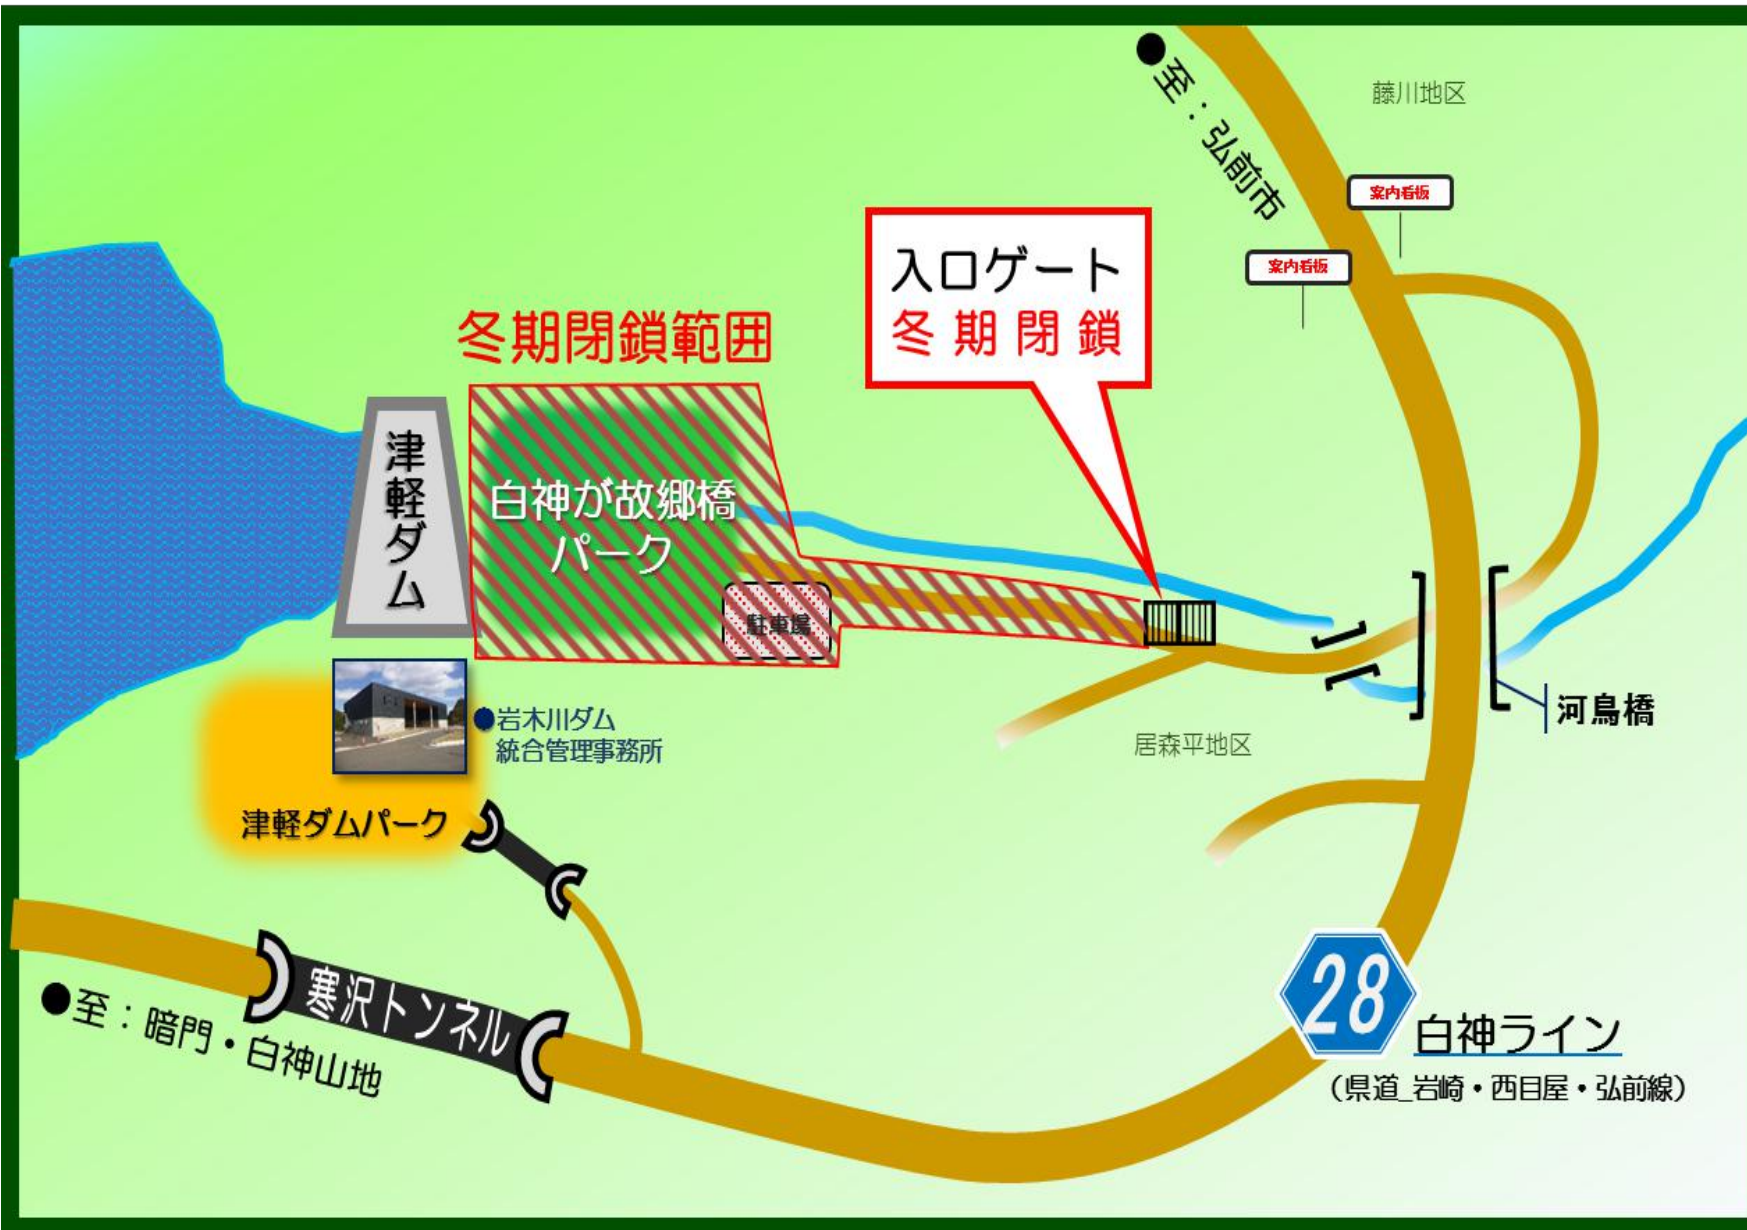 ●至：弘前市
藤川地区
案内看板
案内看板
入口ゲート
冬期閉鎖
冬期閉鎖範囲
津軽ダム
白神が故郷橋
パーク
駐車場
河鳥橋
●岩木川ダム
統合管理事務所
居森平地区
津軽ダムパーク
寒沢トンネル
●至：暗門・白神山地
28
白神ライン
（県道_岩崎・西目屋・弘前線）